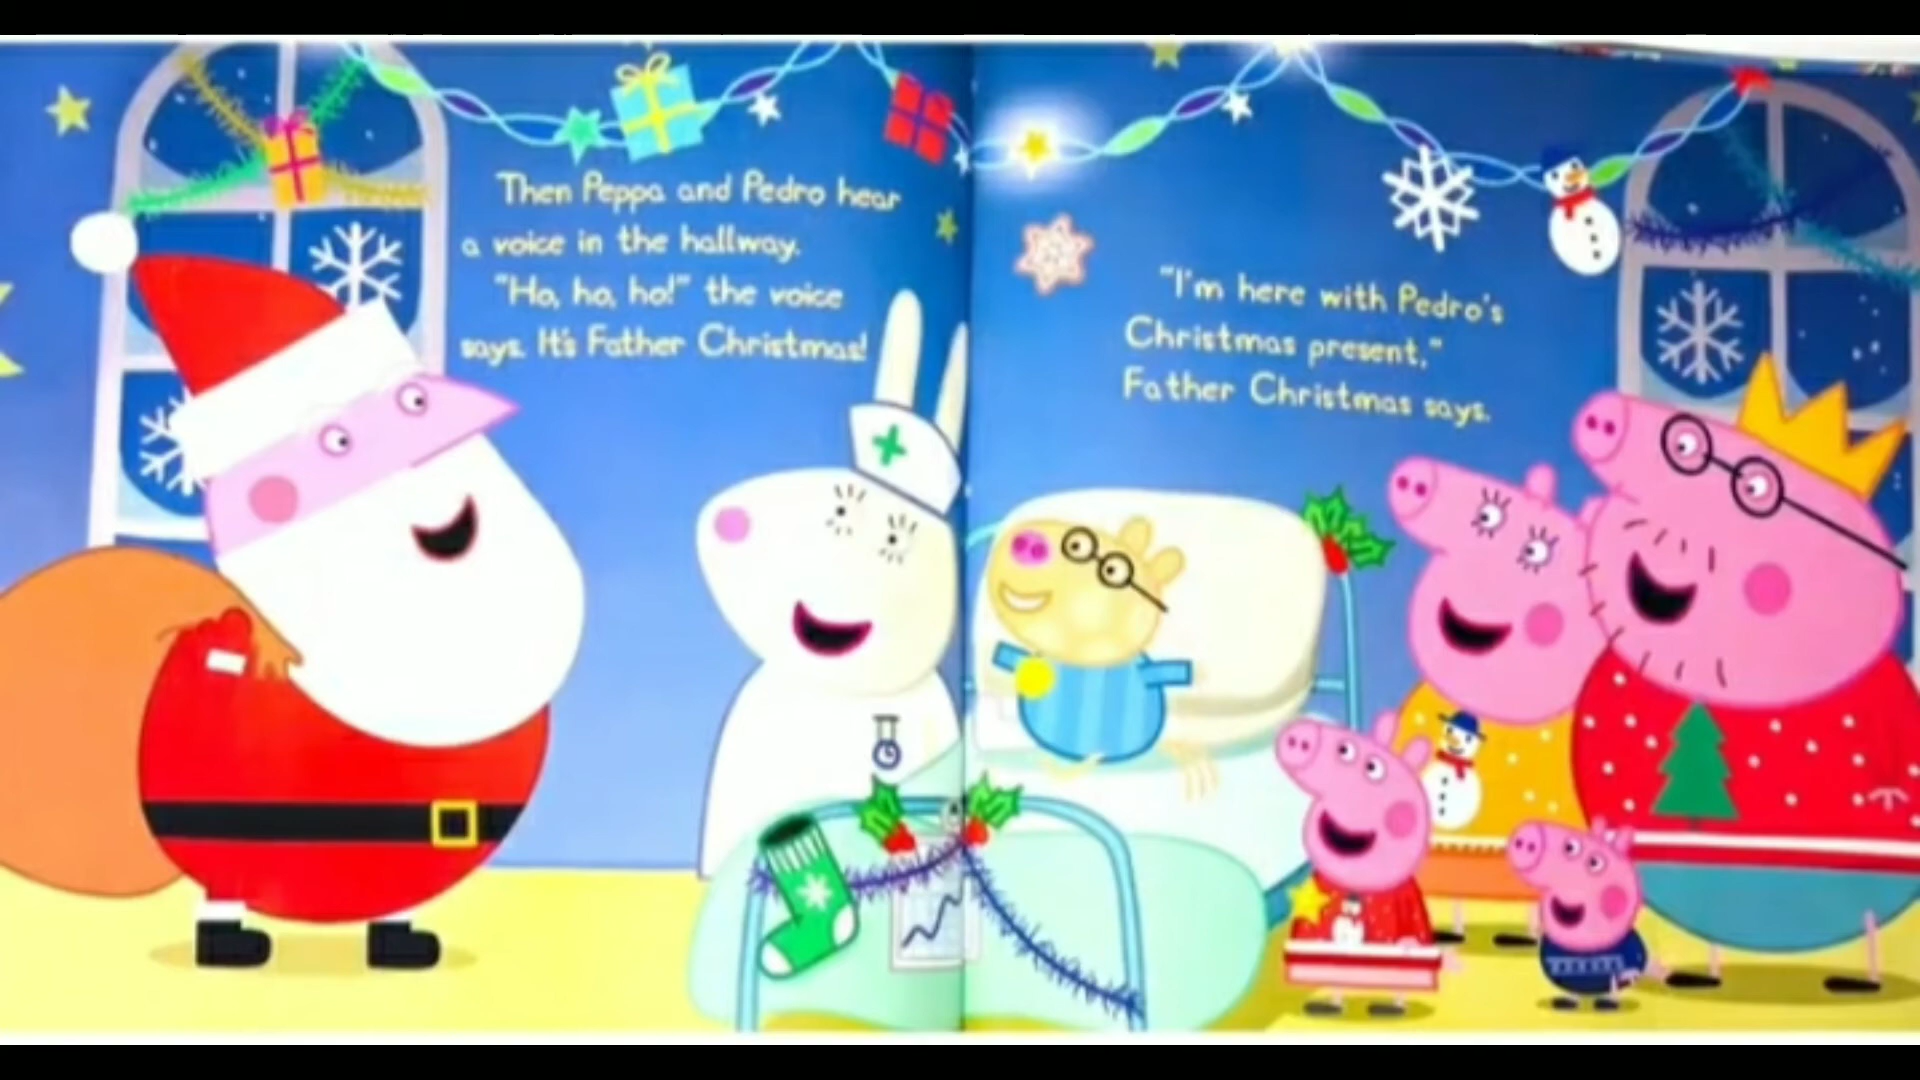 Then Peppa and Pedro hear
a voice in the hallway.
"Ho, ho, ho!" the voice
says. It's Father Christmas!
"I'm here with Pedro's
Christmas present,"
Father Christmas says.